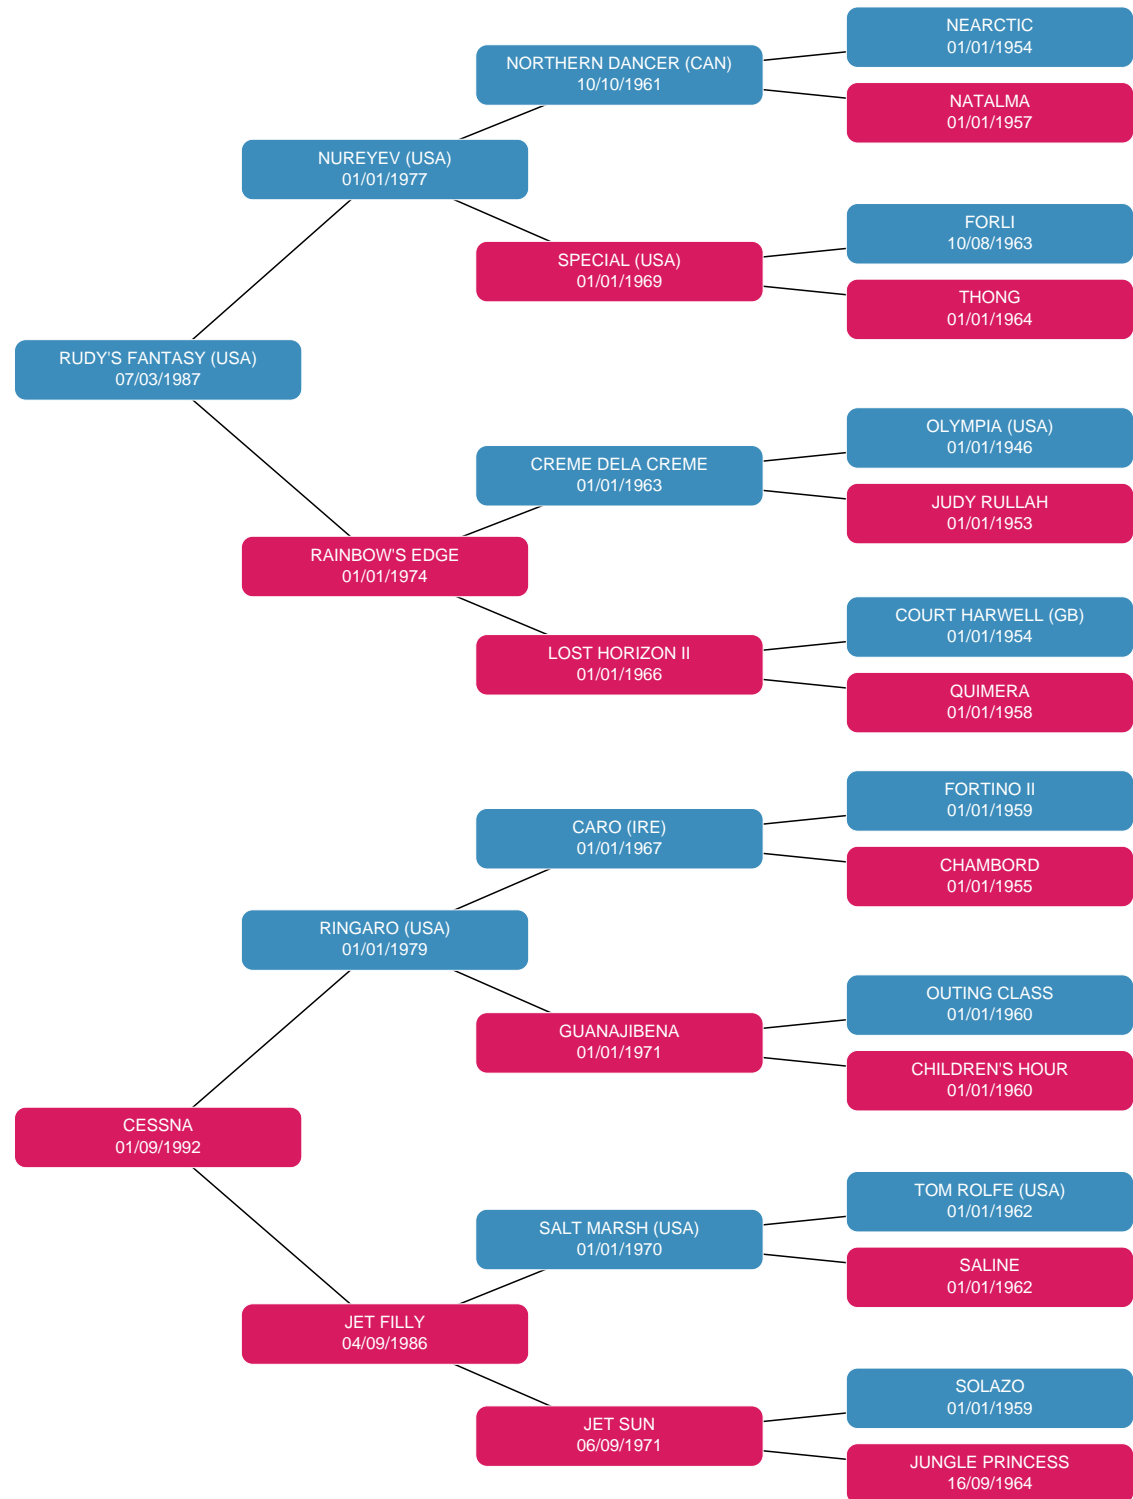 NEARCTIC
01/01/1954
NORTHERN DANCER (CAN)
10/10/1961
NATALMA
01/01/1957
NUREYEV (USA)
01/01/1977
FORLI
10/08/1963
SPECIAL (USA)
01/01/1969
THONG
01/01/1964
RUDY'S FANTASY (USA)
07/03/1987
OLYMPIA (USA)
01/01/1946
CREME DELA CREME
01/01/1963
JUDY RULLAH
01/01/1953
RAINBOW'S EDGE
01/01/1974
COURT HARWELL (GB)
01/01/1954
LOST HORIZON II
01/01/1966
QUIMERA
01/01/1958
FORTINO II
01/01/1959
CARO (IRE)
01/01/1967
CHAMBORD
01/01/1955
RINGARO (USA)
01/01/1979
OUTING CLASS
01/01/1960
GUANAJIBENA
01/01/1971
CHILDREN'S HOUR
01/01/1960
CESSNA
01/09/1992
TOM ROLFE (USA)
01/01/1962
SALT MARSH (USA)
01/01/1970
SALINE
01/01/1962
JET FILLY
04/09/1986
SOLAZO
01/01/1959
JET SUN
06/09/1971
JUNGLE PRINCESS
16/09/1964